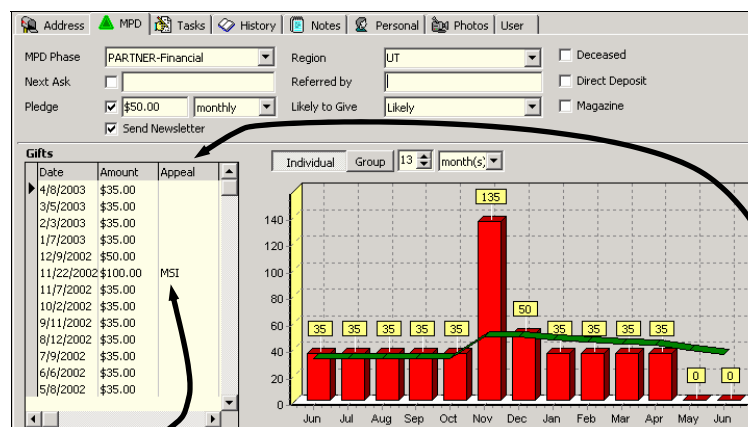 Address MPD Tasks History Notes Personal Photos User
MPD Phase PARTNER-Financial Region UT Deceased
Next Ask Referred by Direct Deposit
Pledge $50.00 monthly Likely to Give Likely Magazine
Send Newsletter
Gifts
Individual Group 13 month(s)
Date Amount Appeal
4/8/2003 $35.00
3/5/2003 $35.00
2/3/2003 $35.00
1/7/2003 $35.00
12/9/2002 $50.00
11/22/2002 $100.00 MSI
11/7/2002 $35.00
10/2/2002 $35.00
9/11/2002 $35.00
8/12/2002 $35.00
7/9/2002 $35.00
6/6/2002 $35.00
5/8/2002 $35.00
135
140
120
100
80
60
40
20
0
50
35 35 35 35 35 35 35 35 35
0 0
Jun Jul Aug Sep Oct Nov Dec Jan Feb Mar Apr May Jun